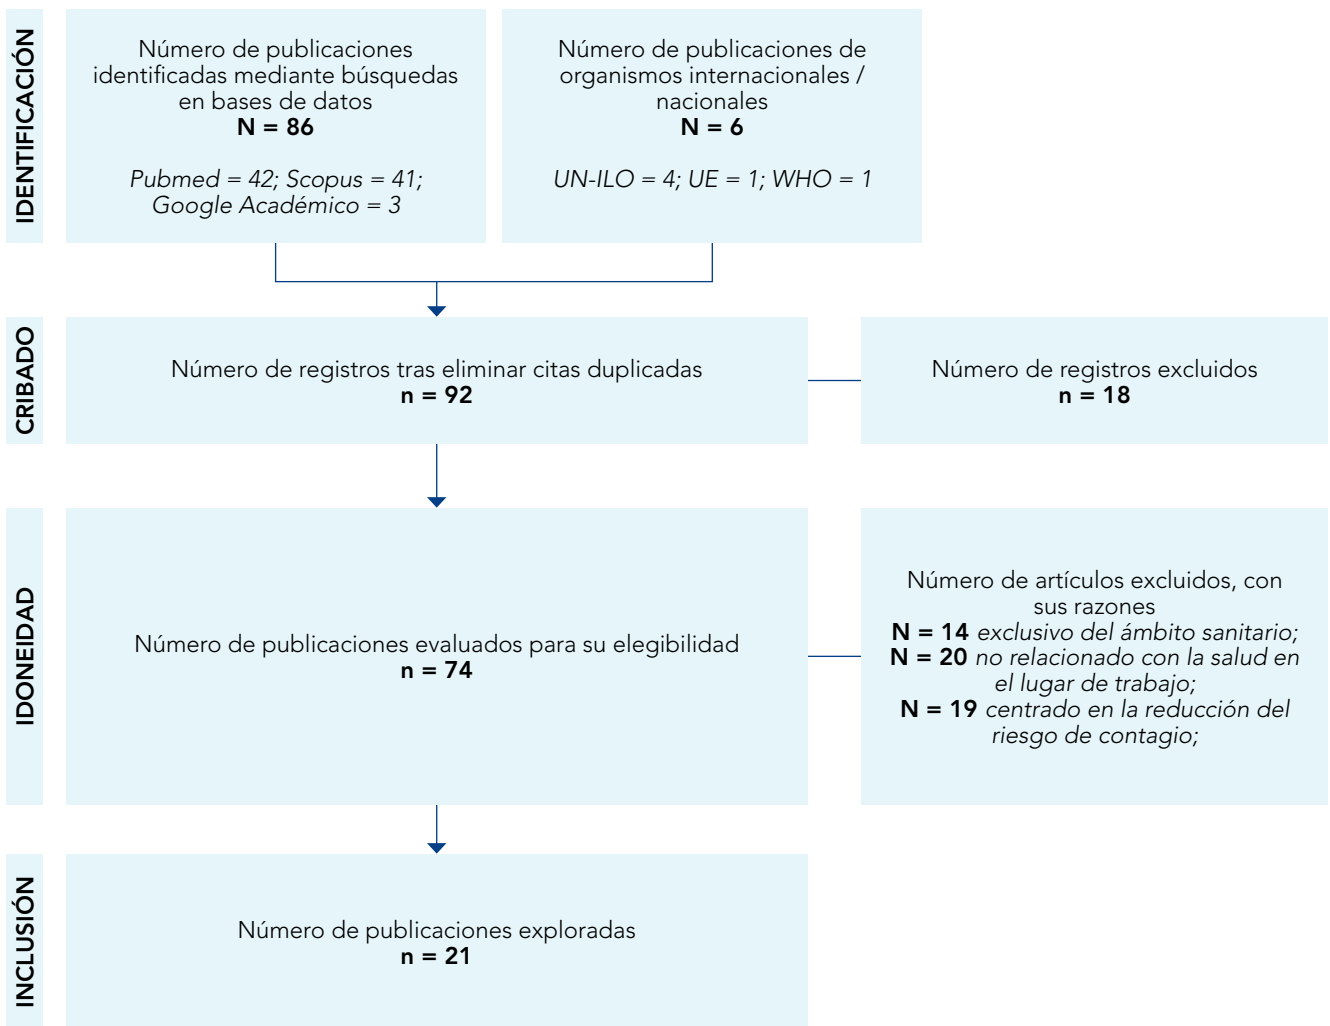 IDENTIFICACIÓN
Número de publicaciones
identificadas mediante búsquedas
en bases de datos
N = 86
Pubmed = 42; Scopus = 41;
Google Académico = 3
Número de publicaciones de
organismos internacionales /
nacionales
N = 6
UN-ILO = 4; UE = 1; WHO = 1
CRIBADO
Número de registros tras eliminar citas duplicadas
n = 92
Número de registros excluidos
n = 18
IDONEIDAD
Número de publicaciones evaluados para su elegibilidad
n = 74
Número de artículos excluidos, con
sus razones
N = 14 exclusivo del ámbito sanitario;
N = 20 no relacionado con la salud en
el lugar de trabajo;
N = 19 centrado en la reducción del
riesgo de contagio;
INCLUSIÓN
Número de publicaciones exploradas
n = 21